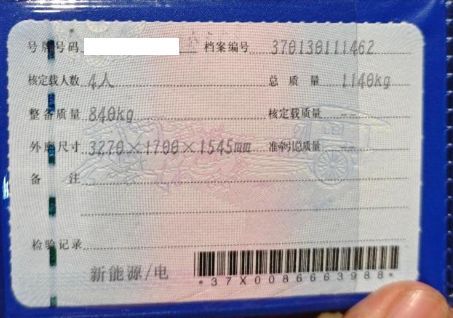 号牌号码 档案编号 370130111462
核定载人数 4人 总质量 1140kg
整备质量 840kg 核定载质量 --
外廓尺寸 3270×1700×1545mm 准牵引总质量 --
备注
检验记录
新能源/电
*37X0086663988*